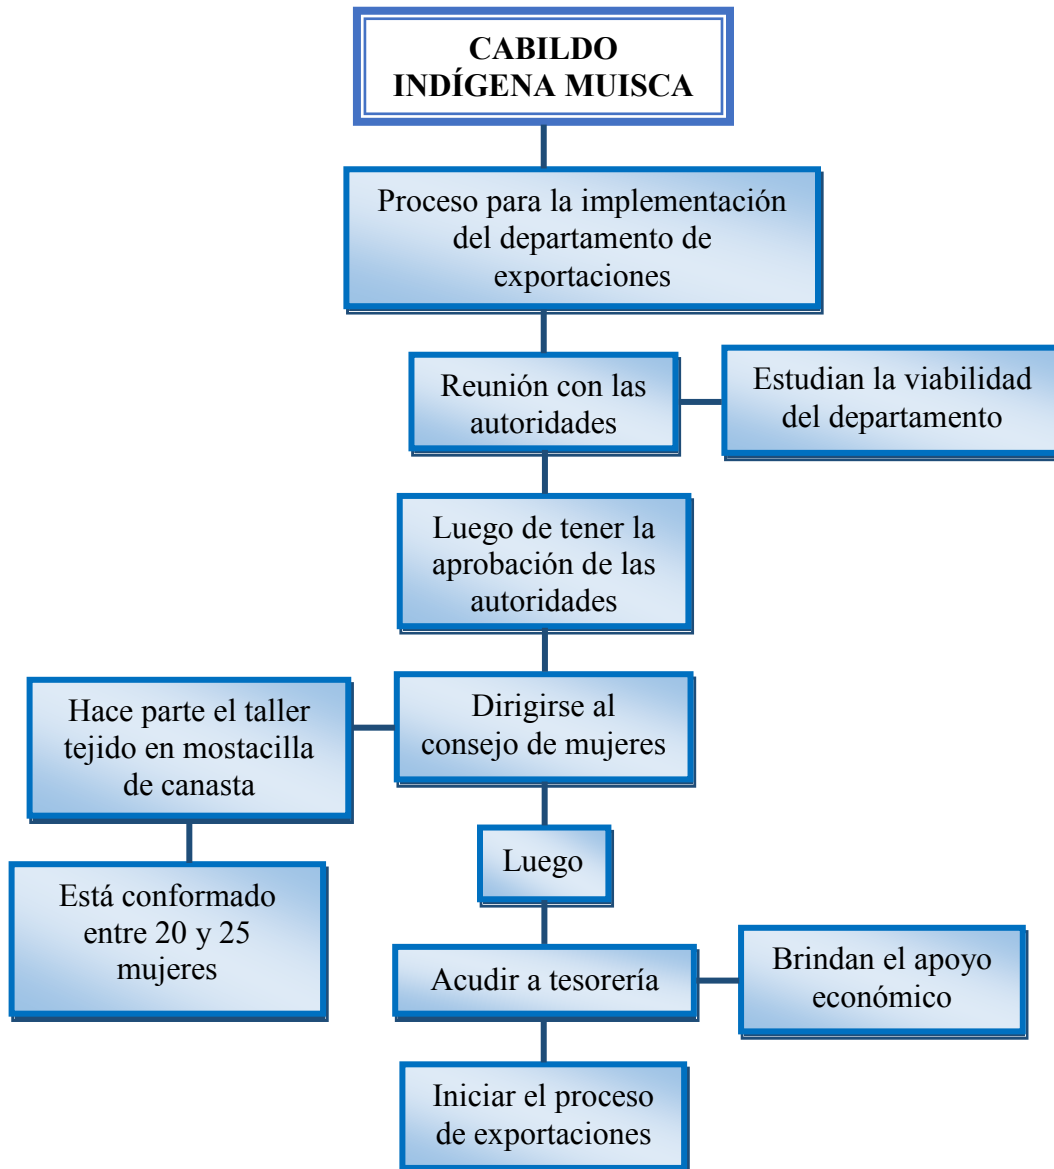 CABILDO
INDÍGENA MUISCA
Proceso para la implementación
del departamento de
exportaciones
Reunión con las
autoridades
Estudian la viabilidad
del departamento
Luego de tener la
aprobación de las
autoridades
Dirigirse al
consejo de mujeres
Hace parte el taller
tejido en mostacilla
de canasta
Está conformado
entre 20 y 25
mujeres
Luego
Acudir a tesorería
Brindan el apoyo
económico
Iniciar el proceso
de exportaciones